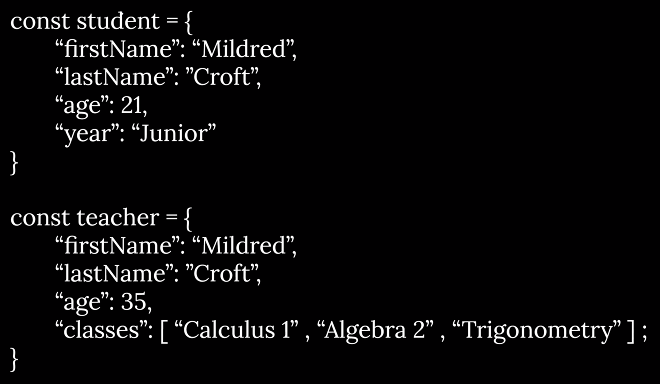 const student = {
“firstName”: “Mildred”,
“lastName”: ”Croft”,
“age”: 21,
“year”: “Junior”
}
const teacher = {
“firstName”: “Mildred”,
“lastName”: ”Croft”,
“age”: 35,
“classes”: [ “Calculus 1” , “Algebra 2” , “Trigonometry” ] ;
}